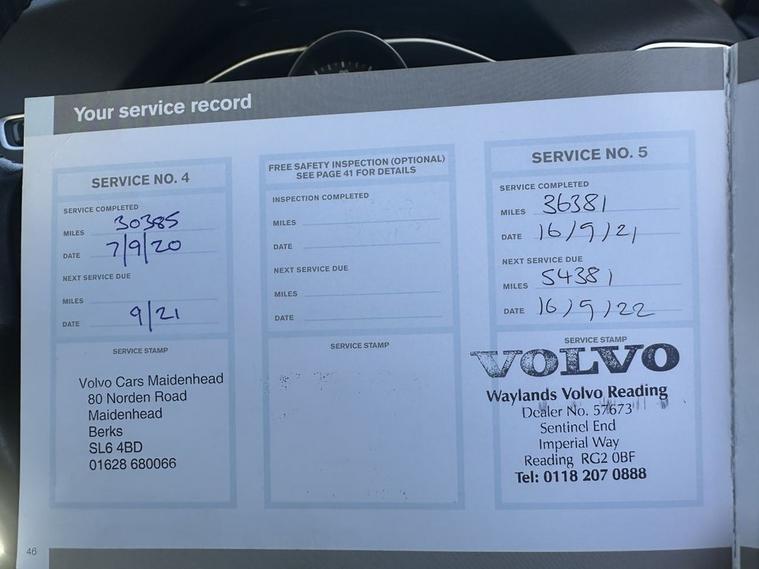 Your service record
SERVICE NO. 4
SERVICE COMPLETED
MILES 30385
DATE 7/9/20
NEXT SERVICE DUE
MILES
DATE 9/21
SERVICE STAMP
Volvo Cars Maidenhead
80 Norden Road
Maidenhead
Berks
SL6 4BD
01628 680066
FREE SAFETY INSPECTION (OPTIONAL)
SEE PAGE 41 FOR DETAILS
INSPECTION COMPLETED
MILES
DATE
NEXT SERVICE DUE
MILES
DATE
SERVICE STAMP
SERVICE NO. 5
SERVICE COMPLETED
MILES 36381
DATE 16/9/21
NEXT SERVICE DUE
MILES 54381
DATE 16/9/22
SERVICE STAMP
VOLVO
Waylands Volvo Reading
Dealer No. 57673
Sentinel End
Imperial Way
Reading RG2 0BF
Tel: 0118 207 0888
46